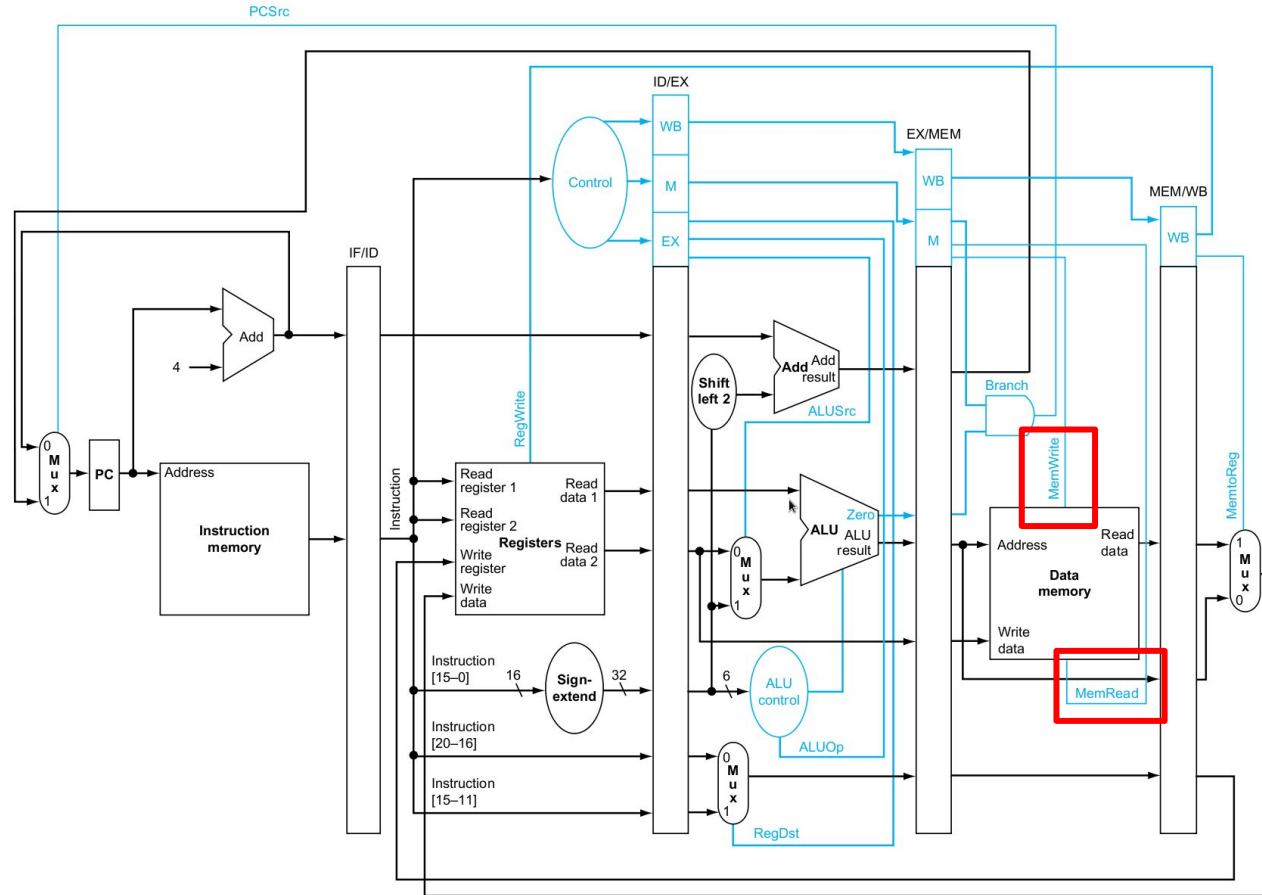 PCSrc
ID/EX
WB
M
EX
Control
EX/MEM
WB
M
MEM/WB
WB
IF/ID
Add
4
Shift
left 2
Add
Add
result
ALUSrc
Branch
RegWrite
MemWrite
MemtoReg
0
M
u
x
1
PC
Address
Instruction
memory
Instruction
Read
register 1
Read
register 2
Write
register
Write
data
Registers
Read
data 1
Read
data 2
0
M
u
x
1
ALU
Zero
ALU
result
Address
Write
data
Data
memory
Read
data
1
M
u
x
0
MemRead
Instruction
[15–0]
16
Sign-
extend
32
6
ALU
control
ALUOp
Instruction
[20–16]
Instruction
[15–11]
0
M
u
x
1
RegDst